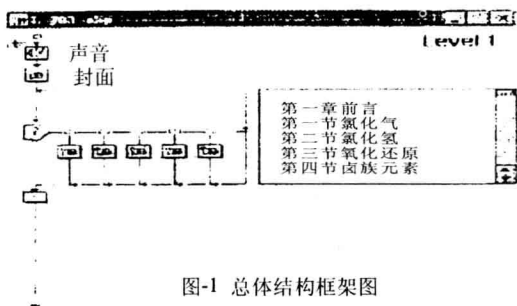 Level 1
声音
封面
第一章前言
第一节氯化气
第二节氯化氢
第三节氧化还原
第四节卤族元素
图-1 总体结构框架图